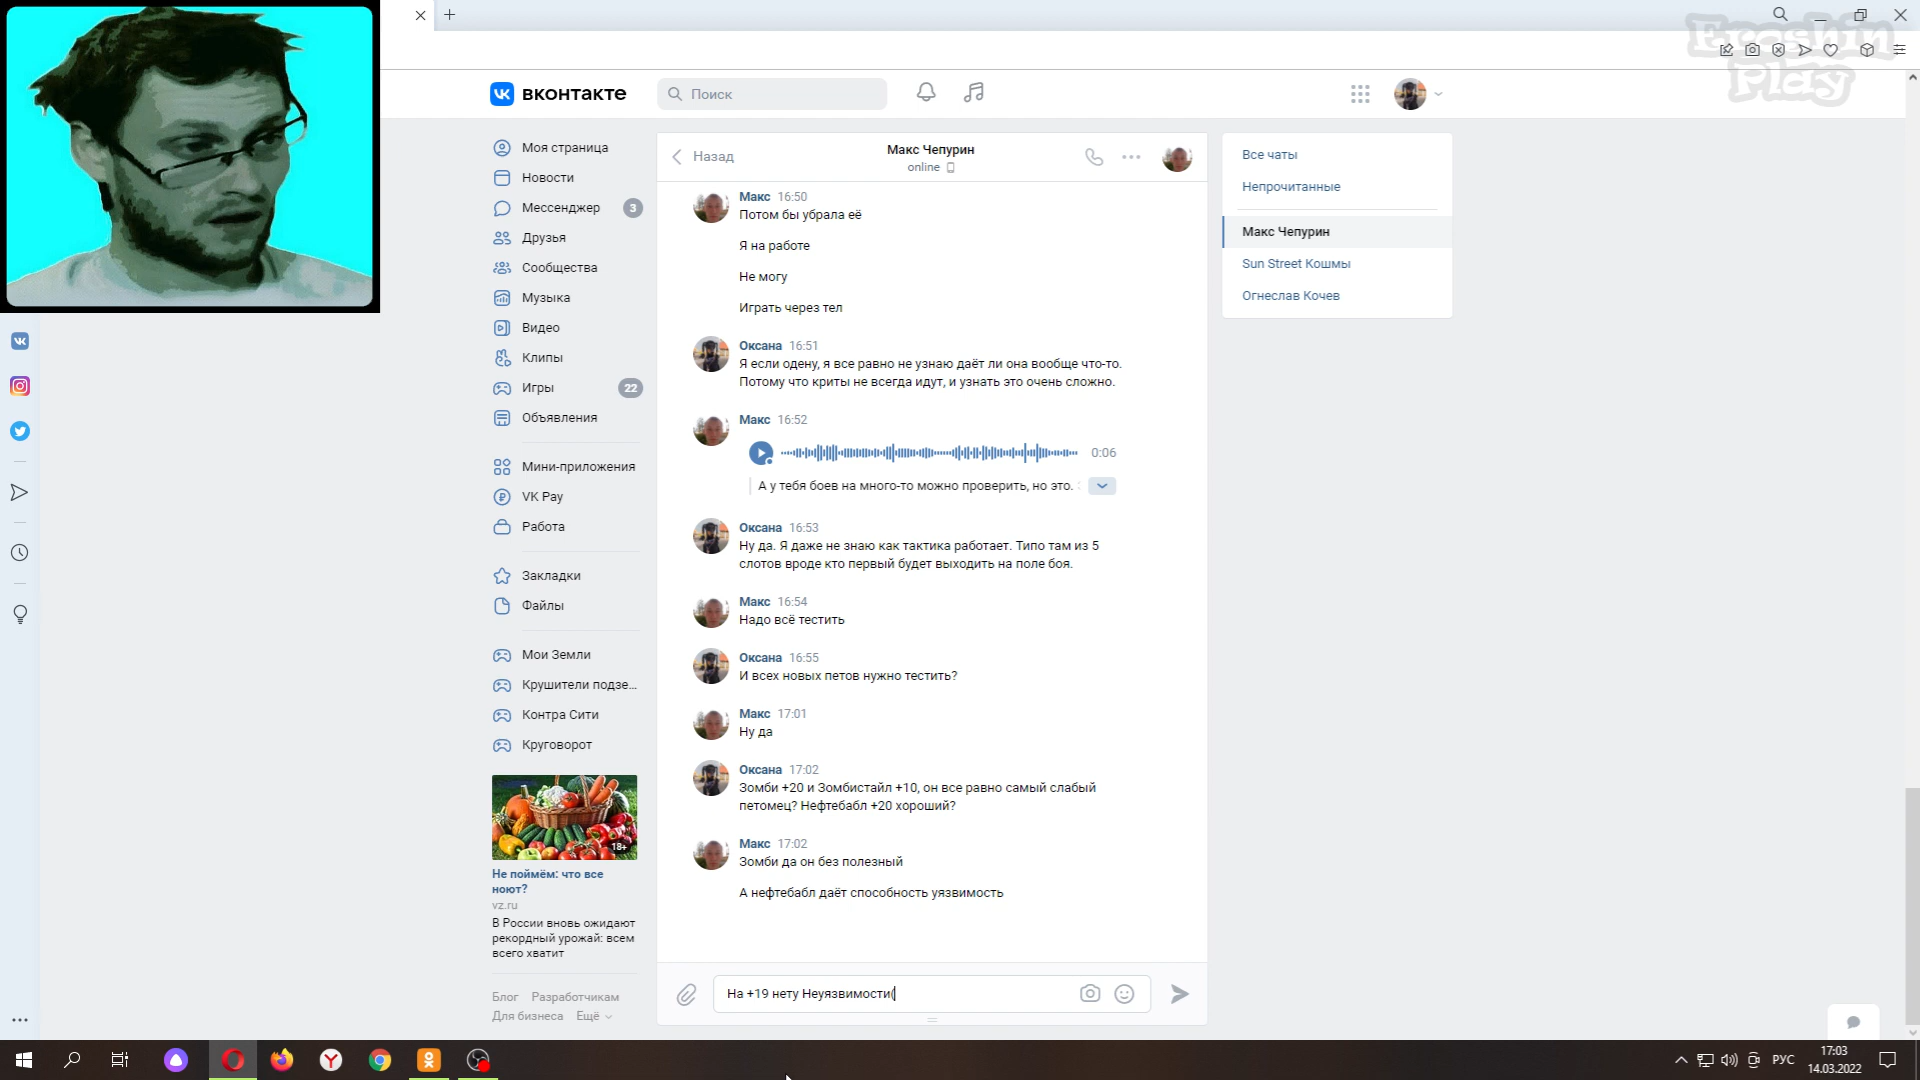 Eroshin
Play
вконтакте
Поиск
Моя страница
Новости
Мессенджер
3
Друзья
Сообщества
Музыка
Видео
Клипы
Игры
22
Объявления
Мини-приложения
VK Pay
Работа
Закладки
Файлы
Мои Земли
Крушители подзе...
Контра Сити
Круговорот
18+
Не поймём: что все
ноют?
vz.ru
В России вновь ожидают
рекордный урожай: всем
всего хватит
Блог Разработчикам
Для бизнеса Ещё
Назад
Макс Чепурин
online
Макс 16:50
Потом бы убрала её
Я на работе
Не могу
Играть через тел
Оксана 16:51
Я если одену, я все равно не узнаю даёт ли она вообще что-то.
Потому что криты не всегда идут, и узнать это очень сложно.
Макс 16:52
0:06
А у тебя боев на много-то можно проверить, но это.
Оксана 16:53
Ну да. Я даже не знаю как тактика работает. Типо там из 5
слотов вроде кто первый будет выходить на поле боя.
Макс 16:54
Надо всё тестить
Оксана 16:55
И всех новых петов нужно тестить?
Макс 17:01
Ну да
Оксана 17:02
Зомби +20 и Зомбистайл +10, он все равно самый слабый
петомец? Нефтебабл +20 хороший?
Макс 17:02
Зомби да он без полезный
А нефтебабл даёт способность уязвимость
На +19 нету Неуязвимости(
Все чаты
Непрочитанные
Макс Чепурин
Sun Street Кошмы
Огнеслав Кочев
РУС
17:03
14.03.2022